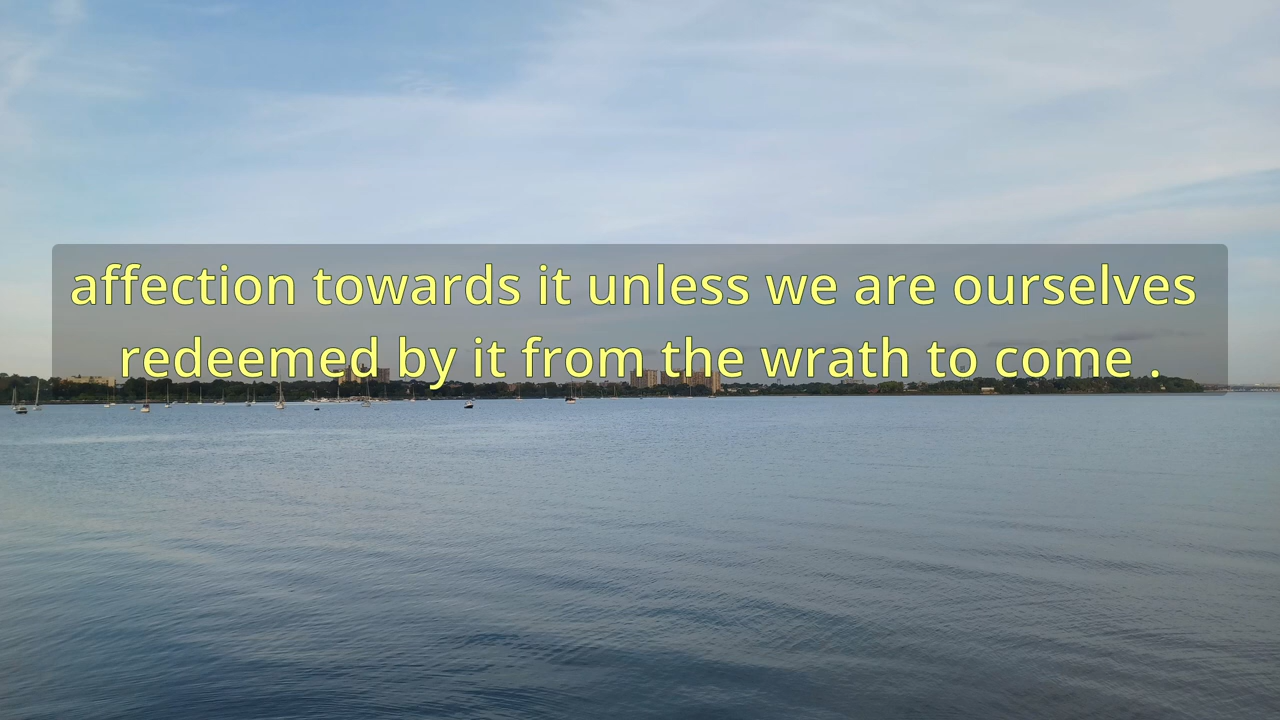 affection towards it unless we are ourselves
redeemed by it from the wrath to come .